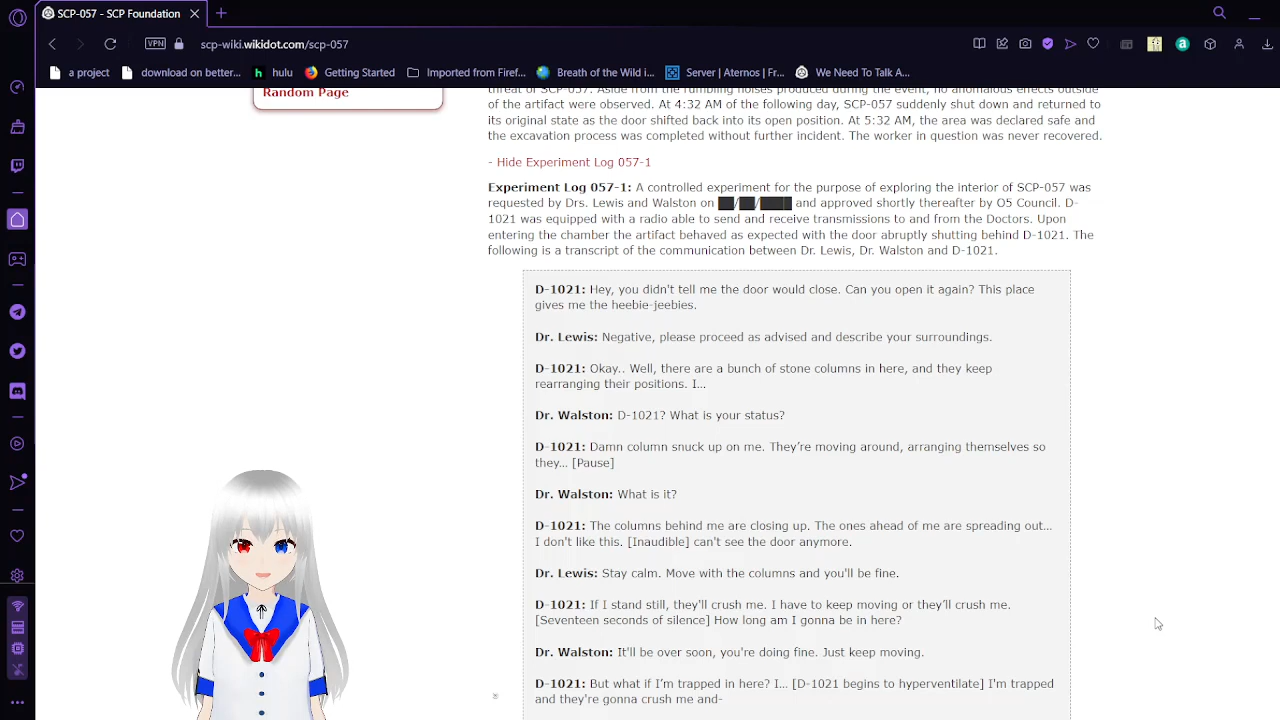 SCP-057 - SCP Foundation
VPN
scp-wiki.wikidot.com/scp-057
a project
download on better...
hulu
Getting Started
Imported from Firef...
Breath of the Wild i...
Server | Aternos | Fr...
We Need To Talk A...
Random Page
threat of SCP-057. Aside from the rumbling noises produced during the event, no anomalous effects outside
of the artifact were observed. At 4:32 AM of the following day, SCP-057 suddenly shut down and returned to
its original state as the door shifted back into its open position. At 5:32 AM, the area was declared safe and
the excavation process was completed without further incident. The worker in question was never recovered.
- Hide Experiment Log 057-1
Experiment Log 057-1: A controlled experiment for the purpose of exploring the interior of SCP-057 was
requested by Drs. Lewis and Walston on ██/██/████ and approved shortly thereafter by O5 Council. D-
1021 was equipped with a radio able to send and receive transmissions to and from the Doctors. Upon
entering the chamber the artifact behaved as expected with the door abruptly shutting behind D-1021. The
following is a transcript of the communication between Dr. Lewis, Dr. Walston and D-1021.
D-1021: Hey, you didn't tell me the door would close. Can you open it again? This place
gives me the heebie-jeebies.
Dr. Lewis: Negative, please proceed as advised and describe your surroundings.
D-1021: Okay.. Well, there are a bunch of stone columns in here, and they keep
rearranging their positions. I…
Dr. Walston: D-1021? What is your status?
D-1021: Damn column snuck up on me. They’re moving around, arranging themselves so
they… [Pause]
Dr. Walston: What is it?
D-1021: The columns behind me are closing up. The ones ahead of me are spreading out…
I don't like this. [Inaudible] can't see the door anymore.
Dr. Lewis: Stay calm. Move with the columns and you'll be fine.
D-1021: If I stand still, they'll crush me. I have to keep moving or they’ll crush me.
[Seventeen seconds of silence] How long am I gonna be in here?
Dr. Walston: It'll be over soon, you're doing fine. Just keep moving.
D-1021: But what if I’m trapped in here? I… [D-1021 begins to hyperventilate] I'm trapped
and they're gonna crush me and-